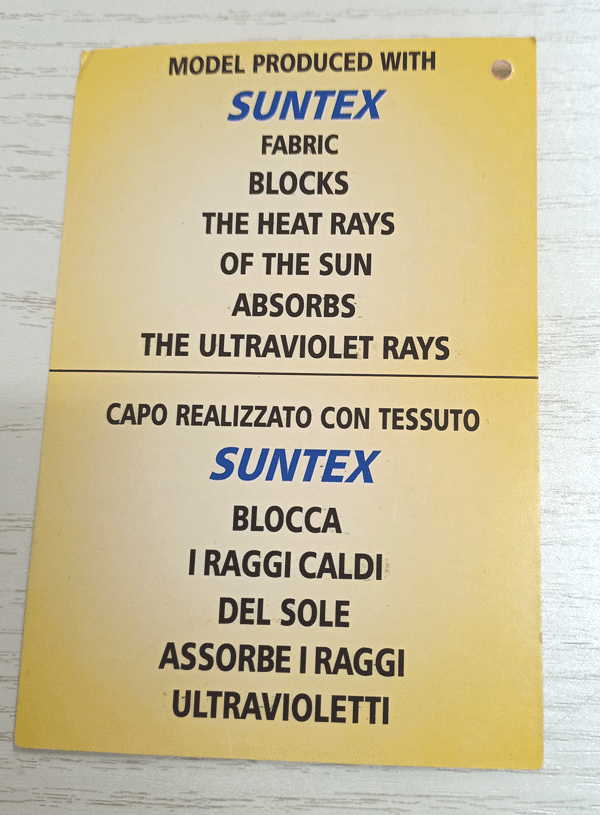 MODEL PRODUCED WITH
SUNTEX
FABRIC
BLOCKS
THE HEAT RAYS
OF THE SUN
ABSORBS
THE ULTRAVIOLET RAYS
CAPO REALIZZATO CON TESSUTO
SUNTEX
BLOCCA
I RAGGI CALDI
DEL SOLE
ASSORBE I RAGGI
ULTRAVIOLETTI